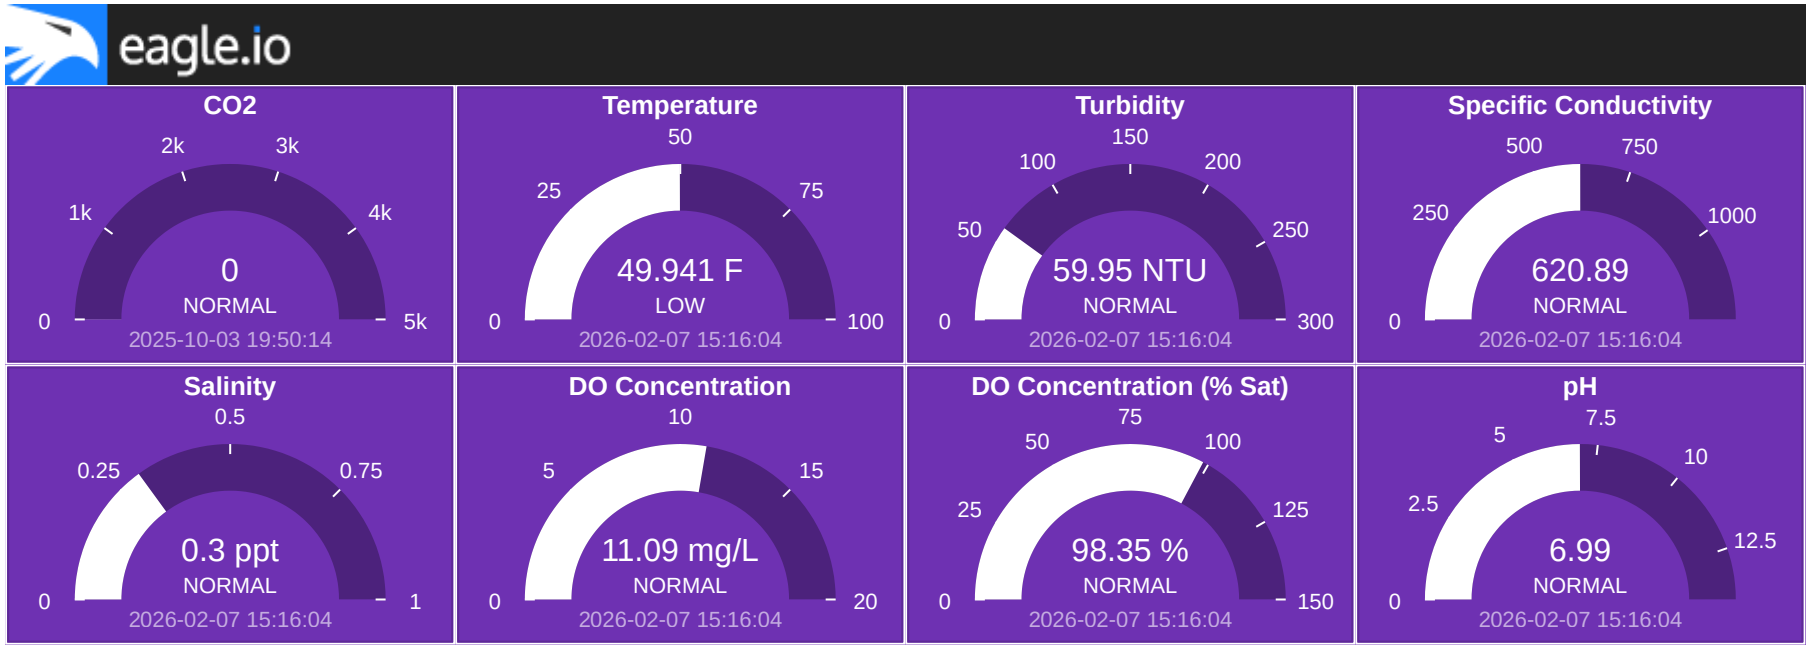 eagle.io
CO2
0
1k
2k
3k
4k
5k
0
NORMAL
2025-10-03 19:50:14
Temperature
0
25
50
75
100
49.941 F
LOW
2026-02-07 15:16:04
Turbidity
0
50
100
150
200
250
300
59.95 NTU
NORMAL
2026-02-07 15:16:04
Specific Conductivity
0
250
500
750
1000
620.89
NORMAL
2026-02-07 15:16:04
Salinity
0
0.25
0.5
0.75
1
0.3 ppt
NORMAL
2026-02-07 15:16:04
DO Concentration
0
5
10
15
20
11.09 mg/L
NORMAL
2026-02-07 15:16:04
DO Concentration (% Sat)
0
25
50
75
100
125
150
98.35 %
NORMAL
2026-02-07 15:16:04
pH
0
2.5
5
7.5
10
12.5
6.99
NORMAL
2026-02-07 15:16:04